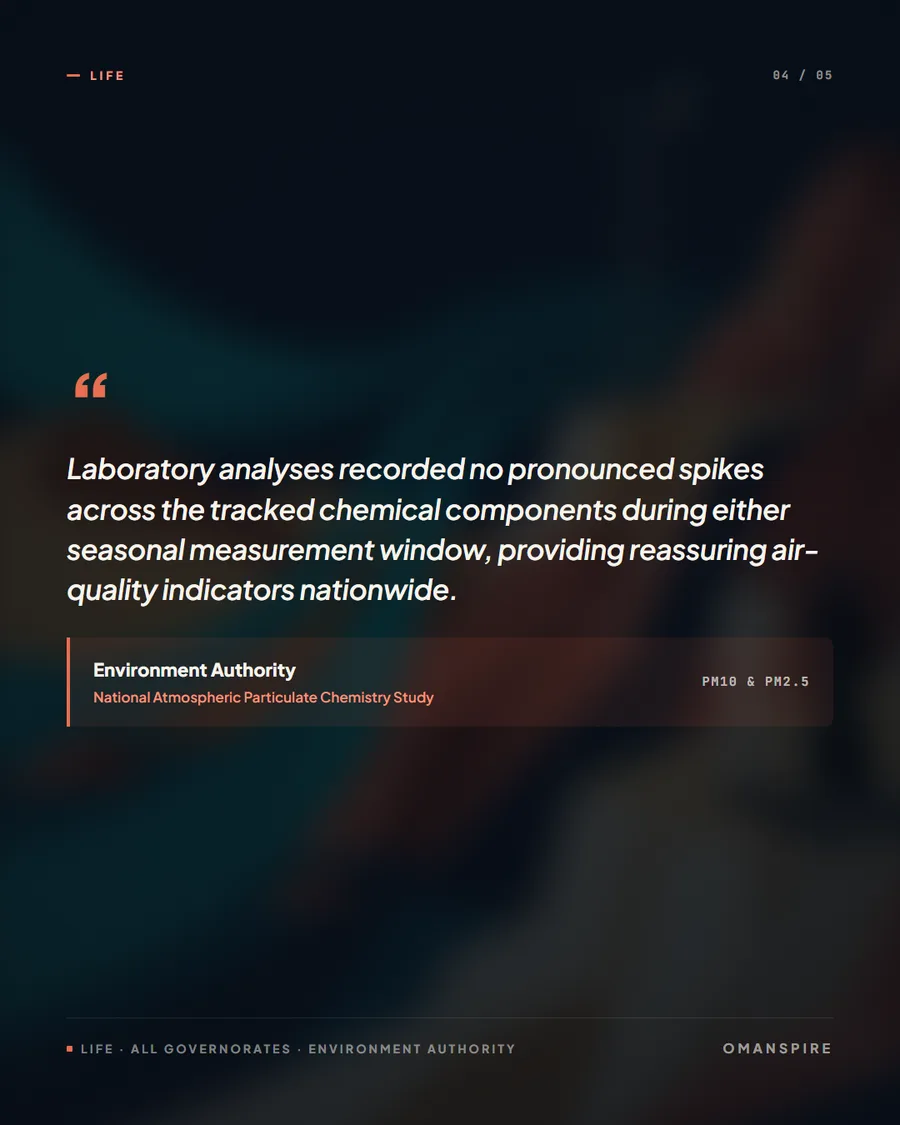 LIFE
04 / 05
“
Laboratory analyses recorded no pronounced spikes
across the tracked chemical components during either
seasonal measurement window, providing reassuring air-
quality indicators nationwide.
Environment Authority
National Atmospheric Particulate Chemistry Study
PM10 & PM2.5
LIFE · ALL GOVERNORATES · ENVIRONMENT AUTHORITY
OMANSPIRE